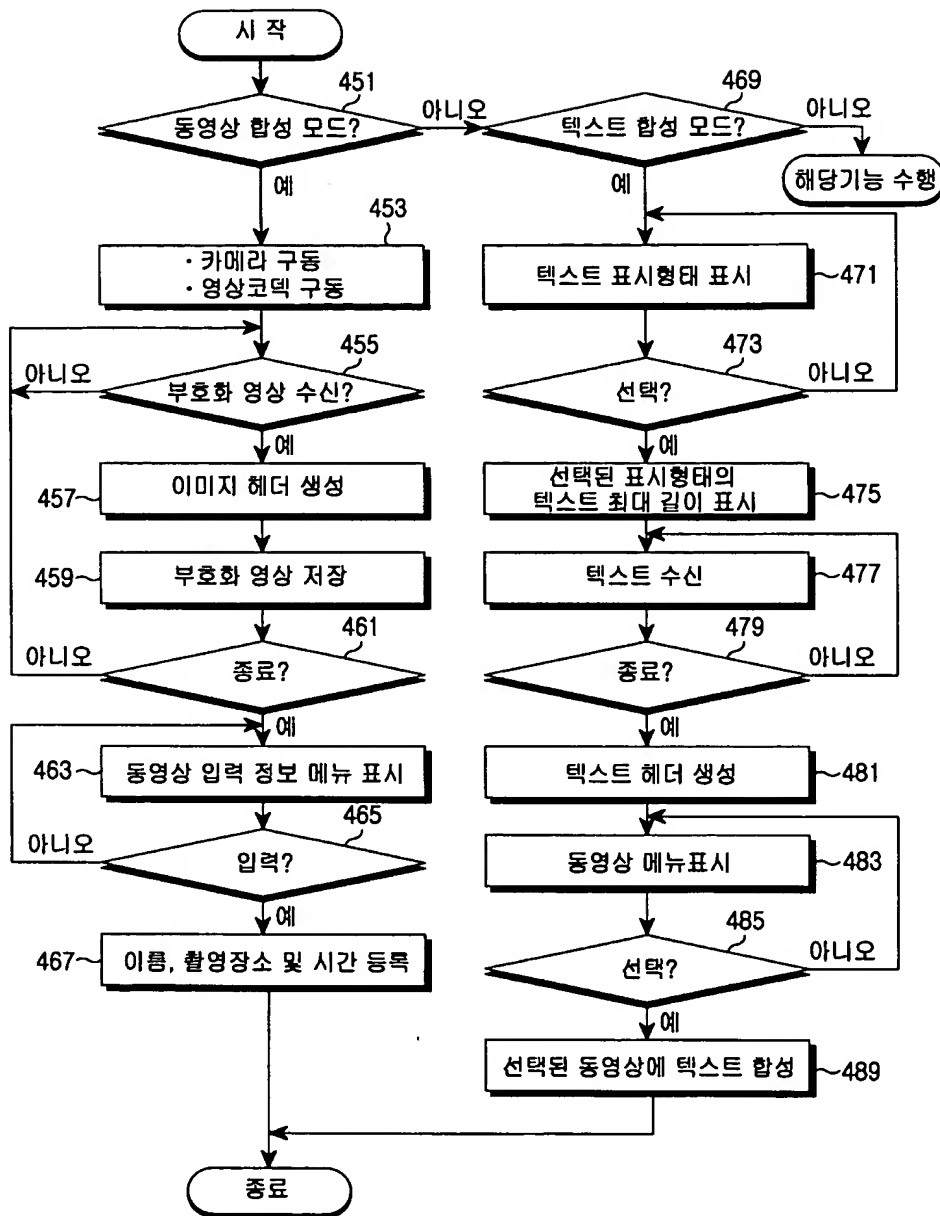 시 작
451
동영상 합성 모드?
아니오
예
469
텍스트 합성 모드?
아니오
해당기능 수행
예
453
· 카메라 구동
· 영상코덱 구동
455
부호화 영상 수신?
아니오
예
457
이미지 헤더 생성
459
부호화 영상 저장
461
종료?
아니오
예
463
동영상 입력 정보 메뉴 표시
465
입력?
아니오
예
467
이름, 촬영장소 및 시간 등록
텍스트 표시형태 표시
471
473
선택?
아니오
예
선택된 표시형태의
텍스트 최대 길이 표시
475
텍스트 수신
477
479
종료?
아니오
예
텍스트 헤더 생성
481
동영상 메뉴표시
483
485
선택?
아니오
예
선택된 동영상에 텍스트 합성
489
종료